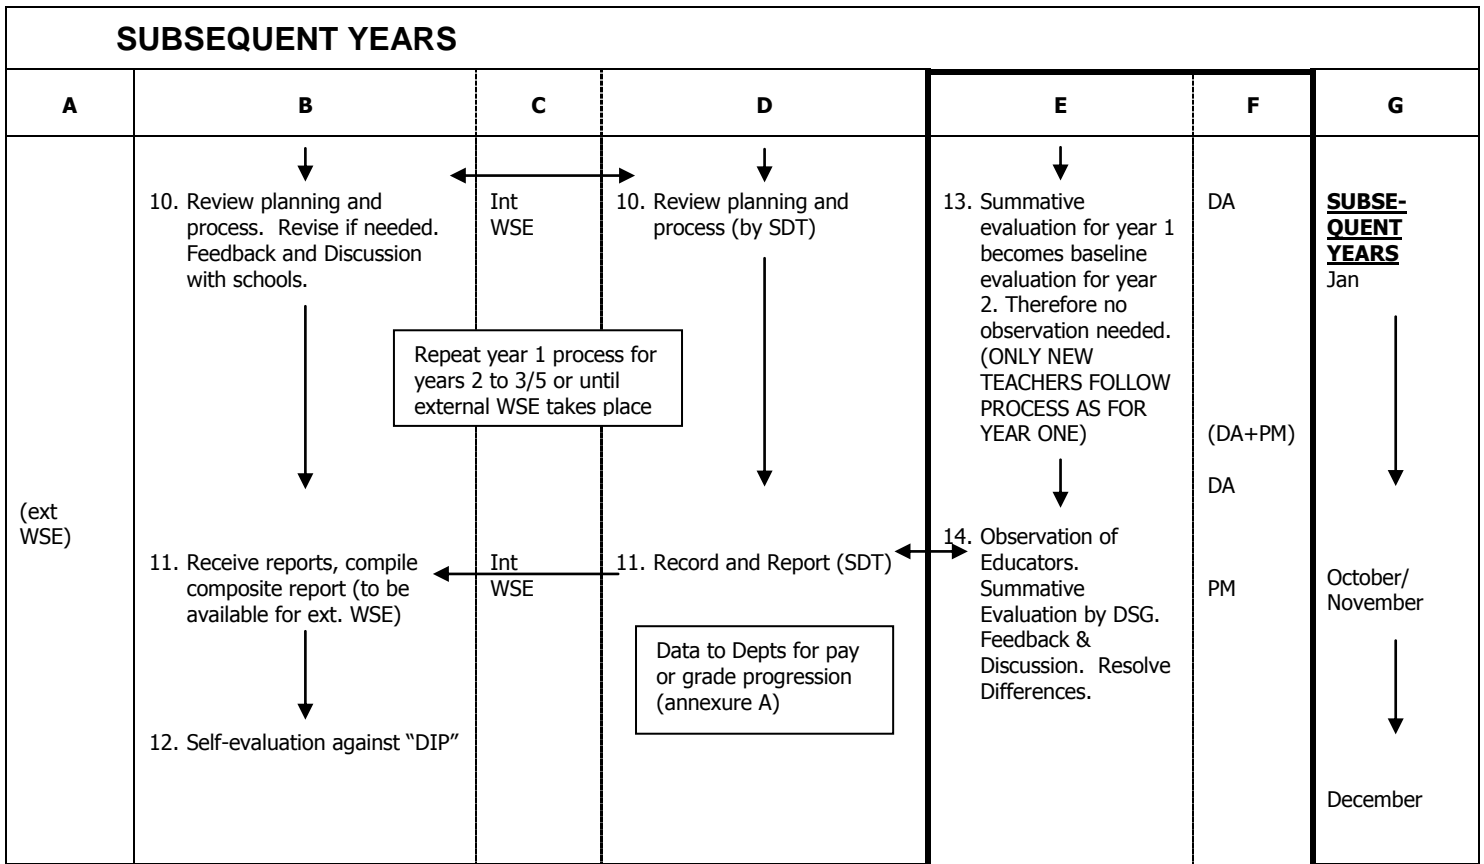 SUBSEQUENT YEARS
A
B
C
D
E
F
G
(ext
WSE)
10. Review planning and
process.  Revise if needed.
Feedback and Discussion
with schools.
11. Receive reports, compile
composite report (to be
available for ext. WSE)
12. Self-evaluation against “DIP”
Int
WSE
Repeat year 1 process for
years 2 to 3/5 or until
external WSE takes place
Int
WSE
10. Review planning and
process (by SDT)
11. Record and Report (SDT)
Data to Depts for pay
or grade progression
(annexure A)
13. Summative
evaluation for year 1
becomes baseline
evaluation for year
2. Therefore no
observation needed.
(ONLY NEW
TEACHERS FOLLOW
PROCESS AS FOR
YEAR ONE)
14. Observation of
Educators.
Summative
Evaluation by DSG.
Feedback &
Discussion.  Resolve
Differences.
DA
(DA+PM)
DA
PM
SUBSE-
QUENT
YEARS
Jan
October/
November
December